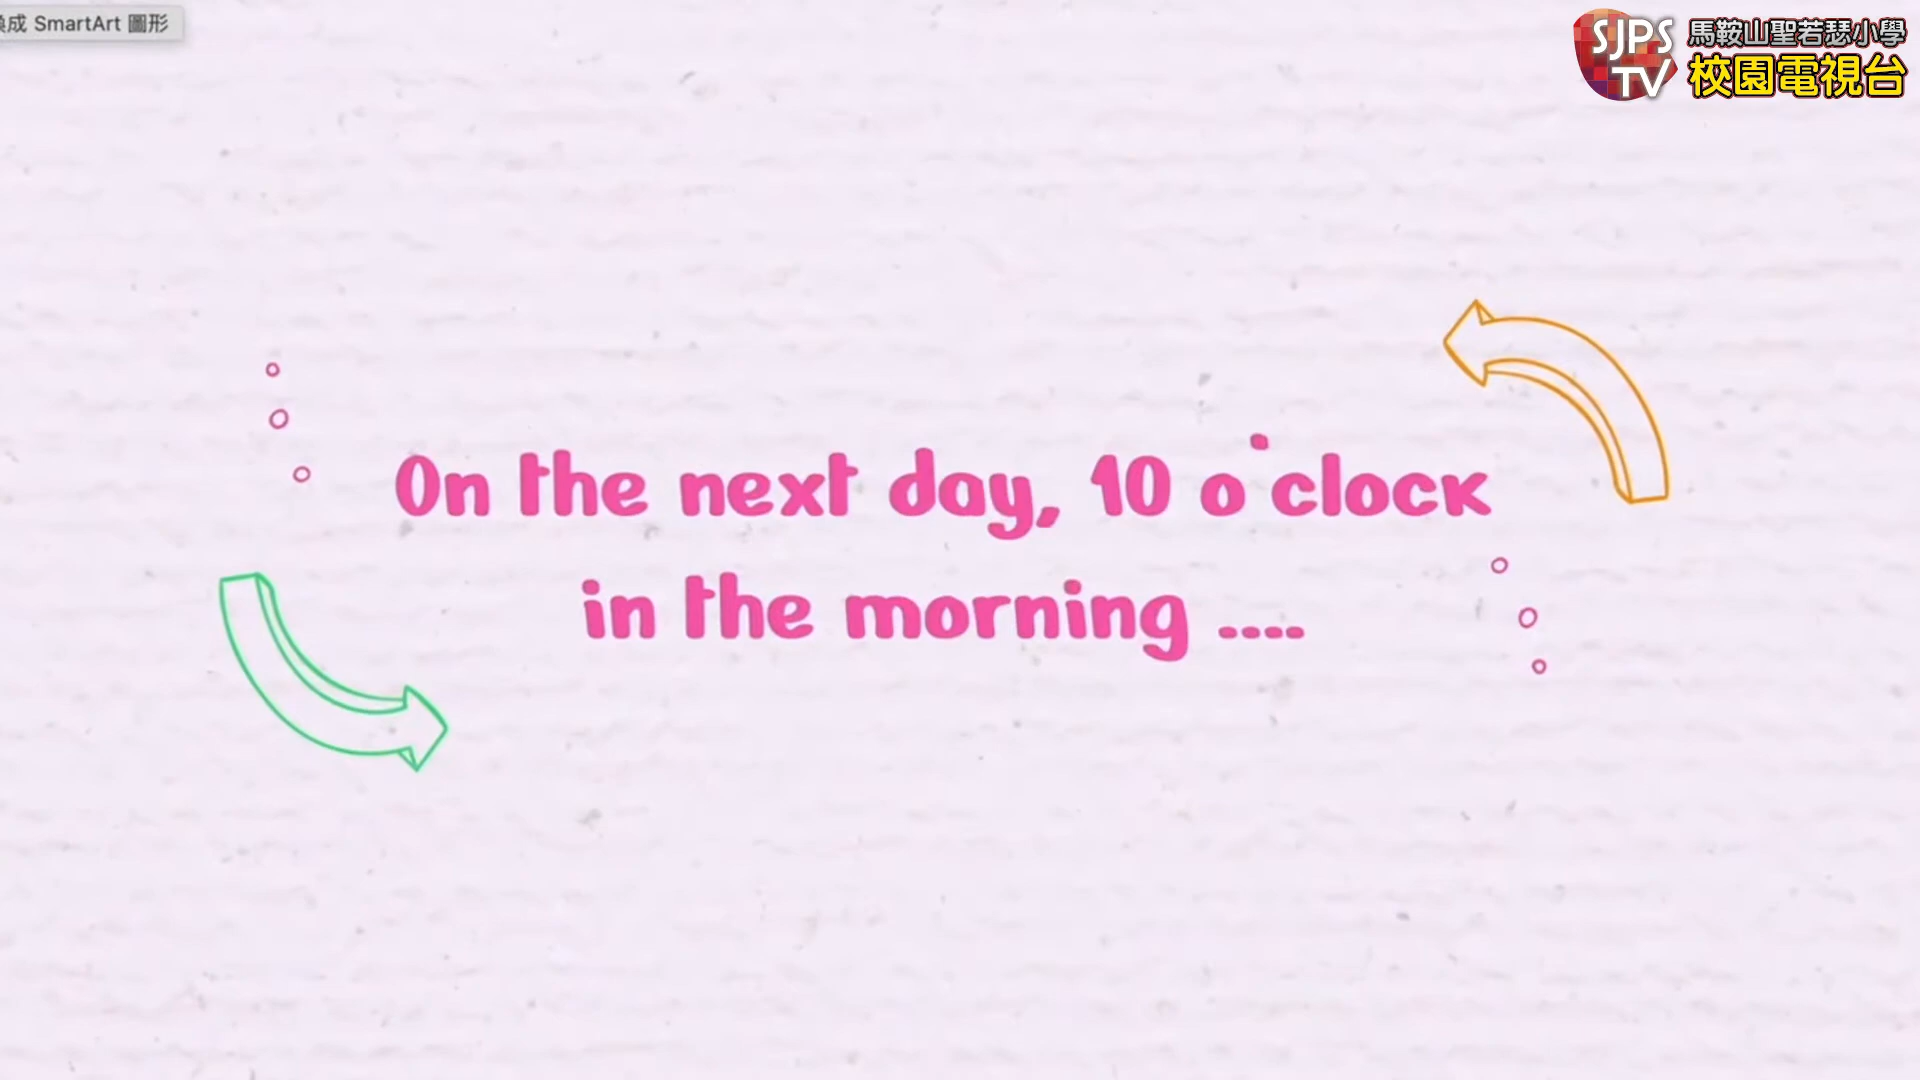 成 SmartArt 圖形
SJPS
TV
馬鞍山聖若瑟小學
校園電視台
On the next day, 10 o'clock
in the morning ....